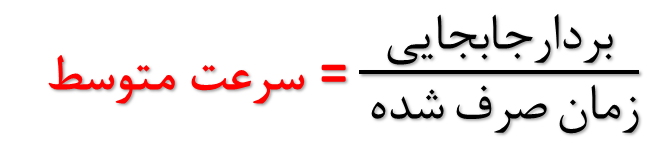 بردارجابجایی
سرعت متوسط =
زمان صرف شده